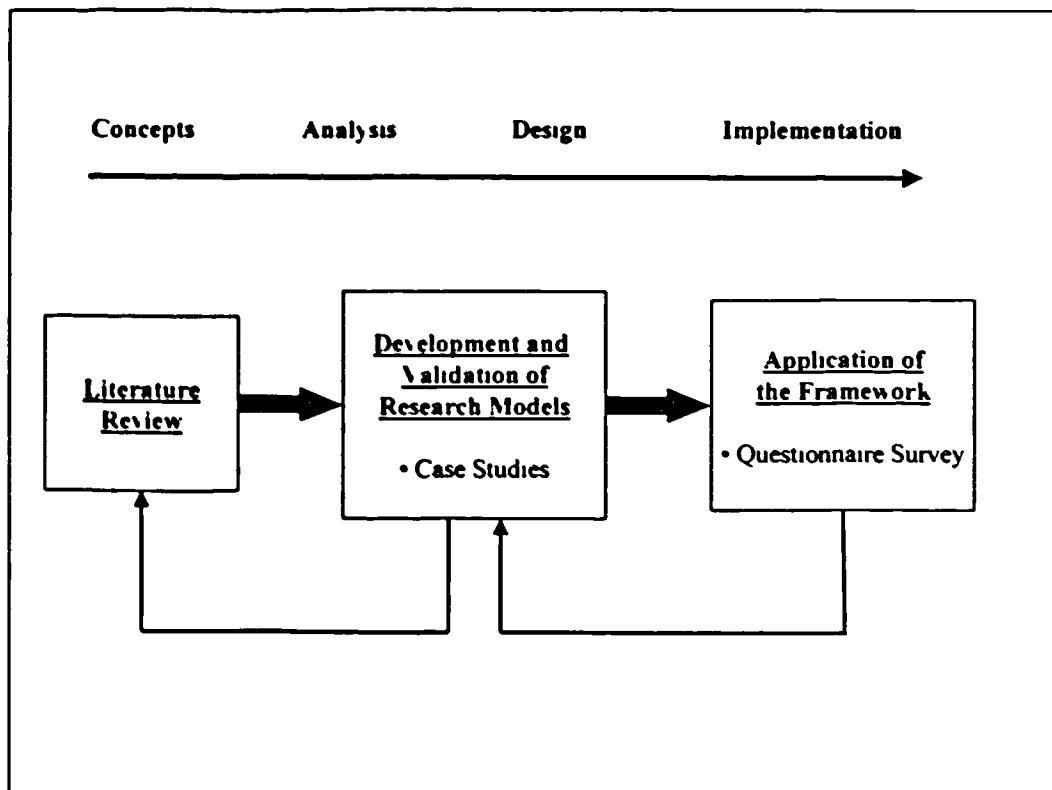 Concepts Analysis Design Implementation
Literature
Review
Development and
Validation of
Research Models
• Case Studies
Application of
the Framework
• Questionnaire Survey